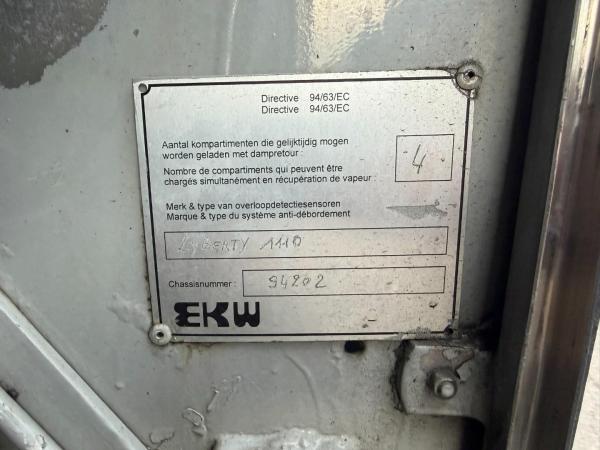 Directive 94/63/EC
Directive 94/63/EC
Aantal kompartimenten die gelijktijdig mogen
worden geladen met dampretour :
4
Nombre de compartiments qui peuvent être
chargés simultanément en récupération de vapeur :
Merk & type van overloopdetectiesensoren
Marque & type du système anti-débordement
LYBERTY 1110
Chassisnummer : 94202
EKW